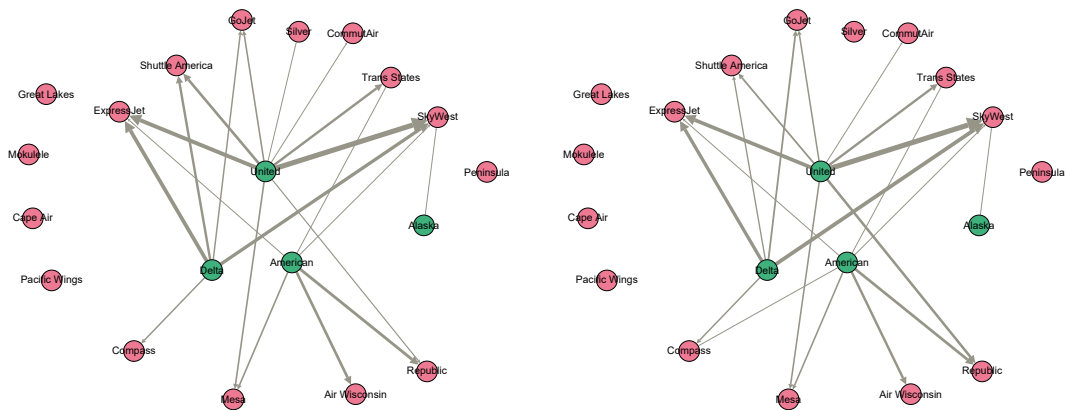 GoJet
Silver
CommutAir
Shuttle America
Trans States
Great Lakes
ExpressJet
SkyWest
Mokulele
United
Peninsula
Cape Air
Alaska
Delta
American
Pacific Wings
Compass
Republic
Mesa
Air Wisconsin
GoJet
Silver
CommutAir
Shuttle America
Trans States
Great Lakes
ExpressJet
SkyWest
Mokulele
United
Peninsula
Cape Air
Alaska
Delta
American
Pacific Wings
Compass
Republic
Mesa
Air Wisconsin